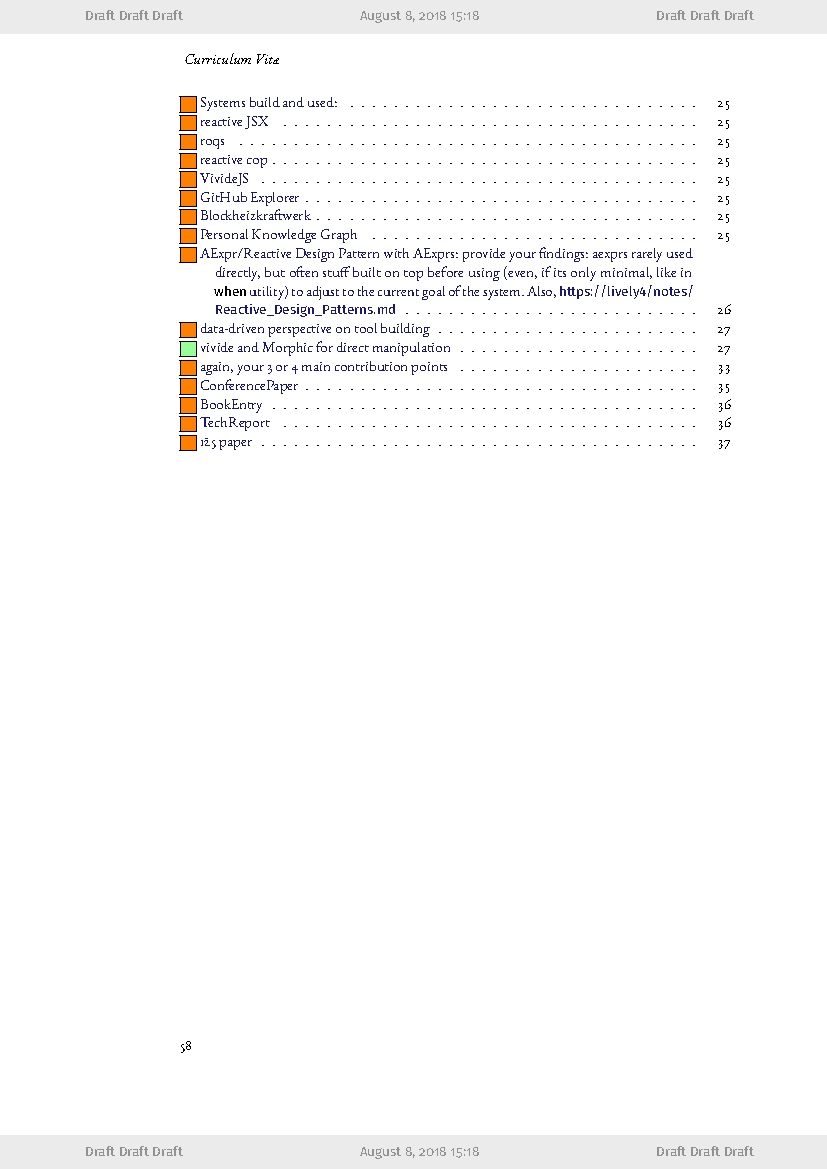 Draft Draft Draft August 8, 2018 15:18 Draft Draft Draft
Curriculum Vitæ
Systems build and used: . . . . . . . . . . . . . . . . . . . . . . . . . . . . . . . . 25
reactive JSX . . . . . . . . . . . . . . . . . . . . . . . . . . . . . . . . . . . . . . 25
roqs . . . . . . . . . . . . . . . . . . . . . . . . . . . . . . . . . . . . . . . . . . 25
reactive cop . . . . . . . . . . . . . . . . . . . . . . . . . . . . . . . . . . . . . . . 25
VivideJS . . . . . . . . . . . . . . . . . . . . . . . . . . . . . . . . . . . . . . . . 25
GitHub Explorer . . . . . . . . . . . . . . . . . . . . . . . . . . . . . . . . . . . . 25
Blockheizkraftwerk . . . . . . . . . . . . . . . . . . . . . . . . . . . . . . . . . . . 25
Personal Knowledge Graph . . . . . . . . . . . . . . . . . . . . . . . . . . . . . . 25
AExpr/Reactive Design Pattern with AExprs: provide your findings: aexprs rarely used
directly, but often stuff built on top before using (even, if its only minimal, like in
when utility) to adjust to the current goal of the system. Also, https://lively4/notes/
Reactive_Design_Patterns.md . . . . . . . . . . . . . . . . . . . . . . . . . . . 26
data-driven perspective on tool building . . . . . . . . . . . . . . . . . . . . . . . . 27
vivide and Morphic for direct manipulation . . . . . . . . . . . . . . . . . . . . . . 27
again, your 3 or 4 main contribution points . . . . . . . . . . . . . . . . . . . . . . 33
ConferencePaper . . . . . . . . . . . . . . . . . . . . . . . . . . . . . . . . . . . . 35
BookEntry . . . . . . . . . . . . . . . . . . . . . . . . . . . . . . . . . . . . . . . 36
TechReport . . . . . . . . . . . . . . . . . . . . . . . . . . . . . . . . . . . . . . 36
125 paper . . . . . . . . . . . . . . . . . . . . . . . . . . . . . . . . . . . . . . . . 37
58
Draft Draft Draft August 8, 2018 15:18 Draft Draft Draft